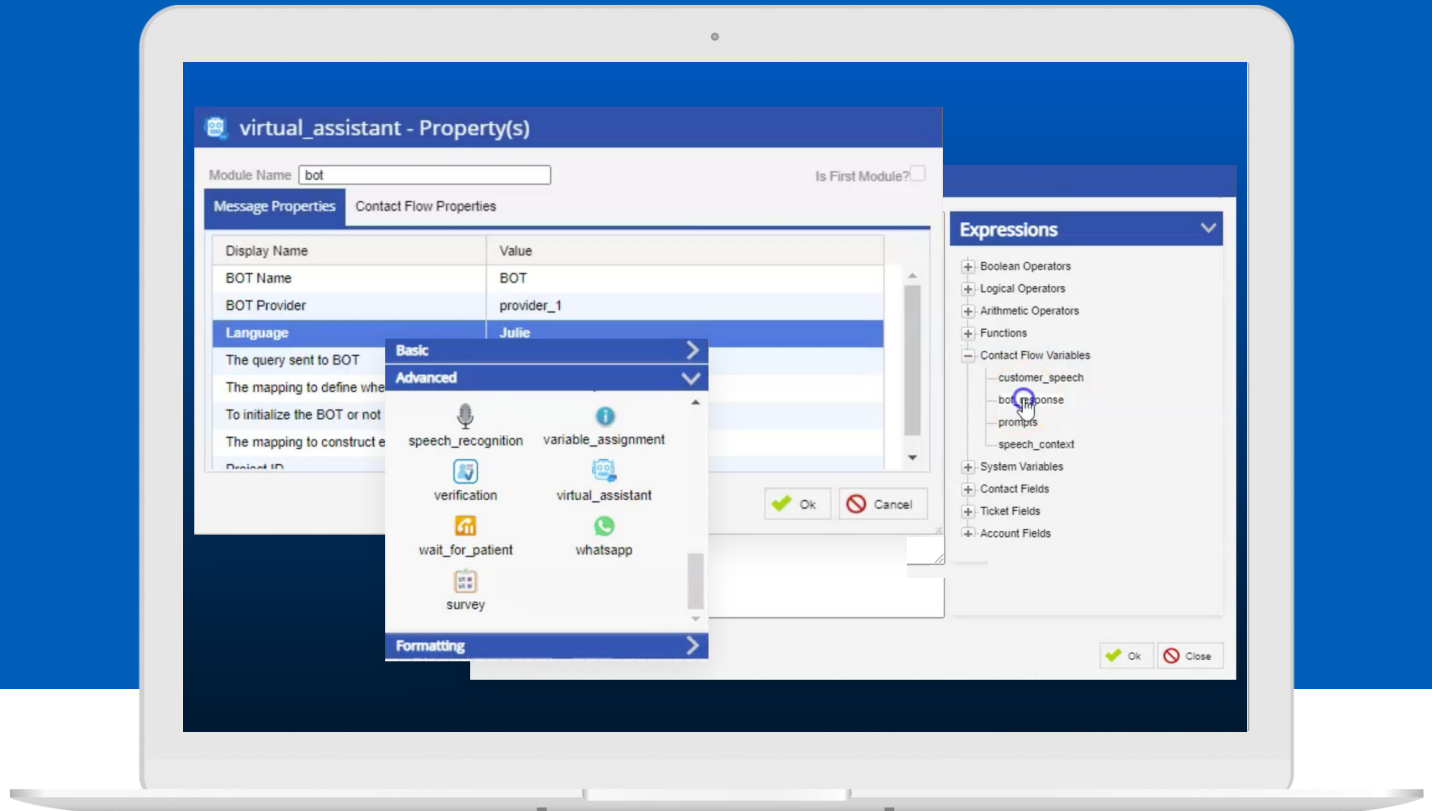 virtual_assistant - Property(s)
Module Name bot Is First Module?
Message Properties Contact Flow Properties
Display Name Value
BOT Name BOT
BOT Provider provider_1
Language Julie
The query sent to BOT
The mapping to define whe
To initialize the BOT or not
The mapping to construct e
Project ID
Ok Cancel
Basic
Advanced
speech_recognition variable_assignment
verification virtual_assistant
wait_for_patient whatsapp
survey
Formatting
Expressions
Boolean Operators
Logical Operators
Arithmetic Operators
Functions
Contact Flow Variables
customer_speech
bot_response
prompts
speech_context
System Variables
Contact Fields
Ticket Fields
Account Fields
Ok Close